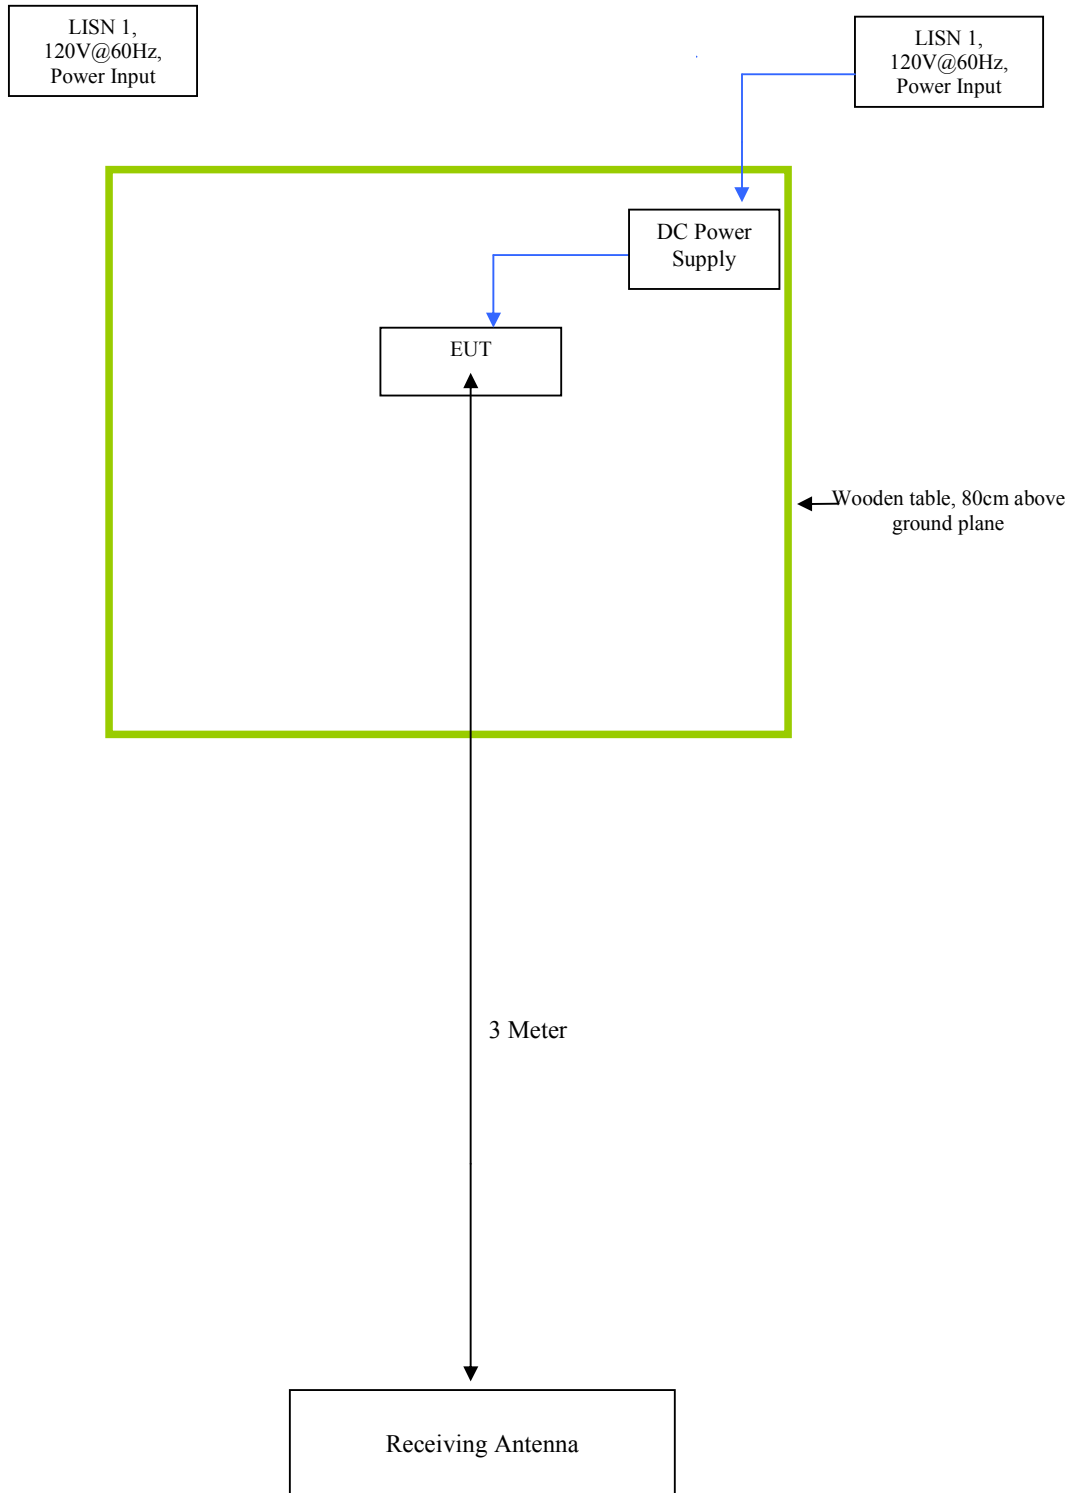 LISN 1,
120V@60Hz,
Power Input
LISN 1,
120V@60Hz,
Power Input
DC Power
Supply
EUT
Wooden table, 80cm above
ground plane
3 Meter
Receiving Antenna